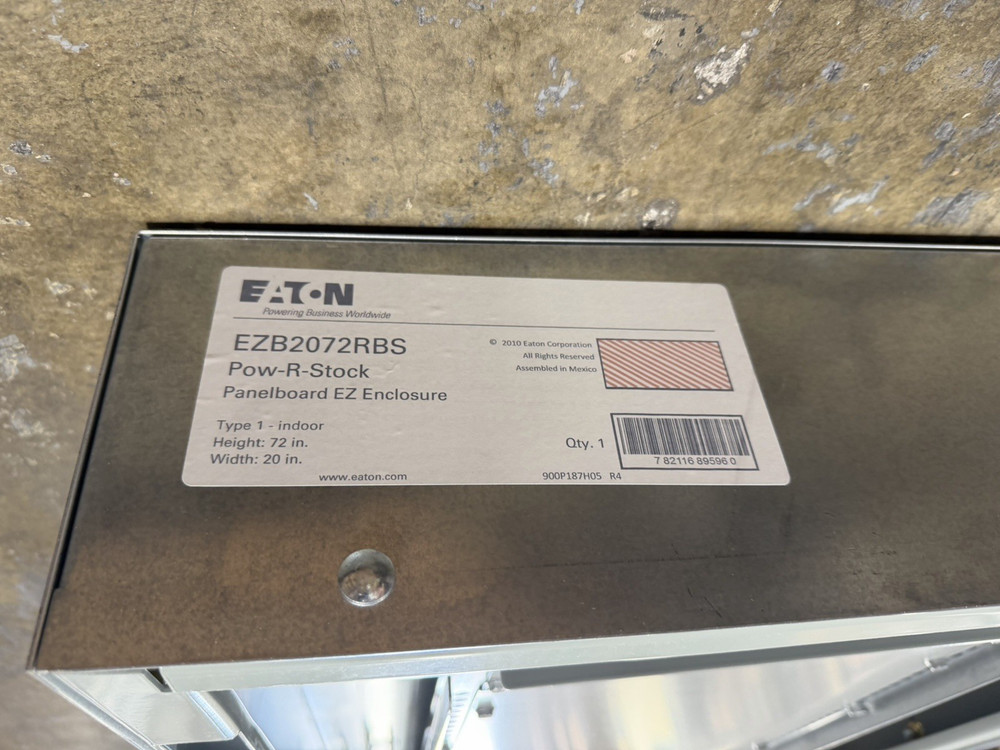 EATON
Powering Business Worldwide
EZB2072RBS
Pow-R-Stock
Panelboard EZ Enclosure
Type 1 - indoor
Height: 72 in.
Width: 20 in.
www.eaton.com
© 2010 Eaton Corporation
All Rights Reserved
Assembled in Mexico
Qty. 1
7 82116 89596 0
900P187H05 R4